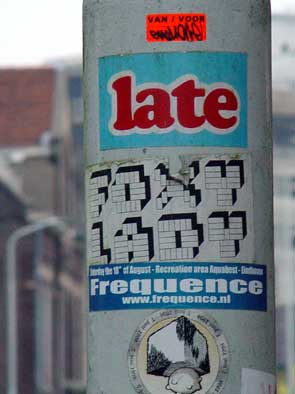 VAN / VOOR
late
FOXY
LADY
Saturday the 18th of August - Recreation area Aquabest - Eindhoven
Frequence
www.frequence.nl